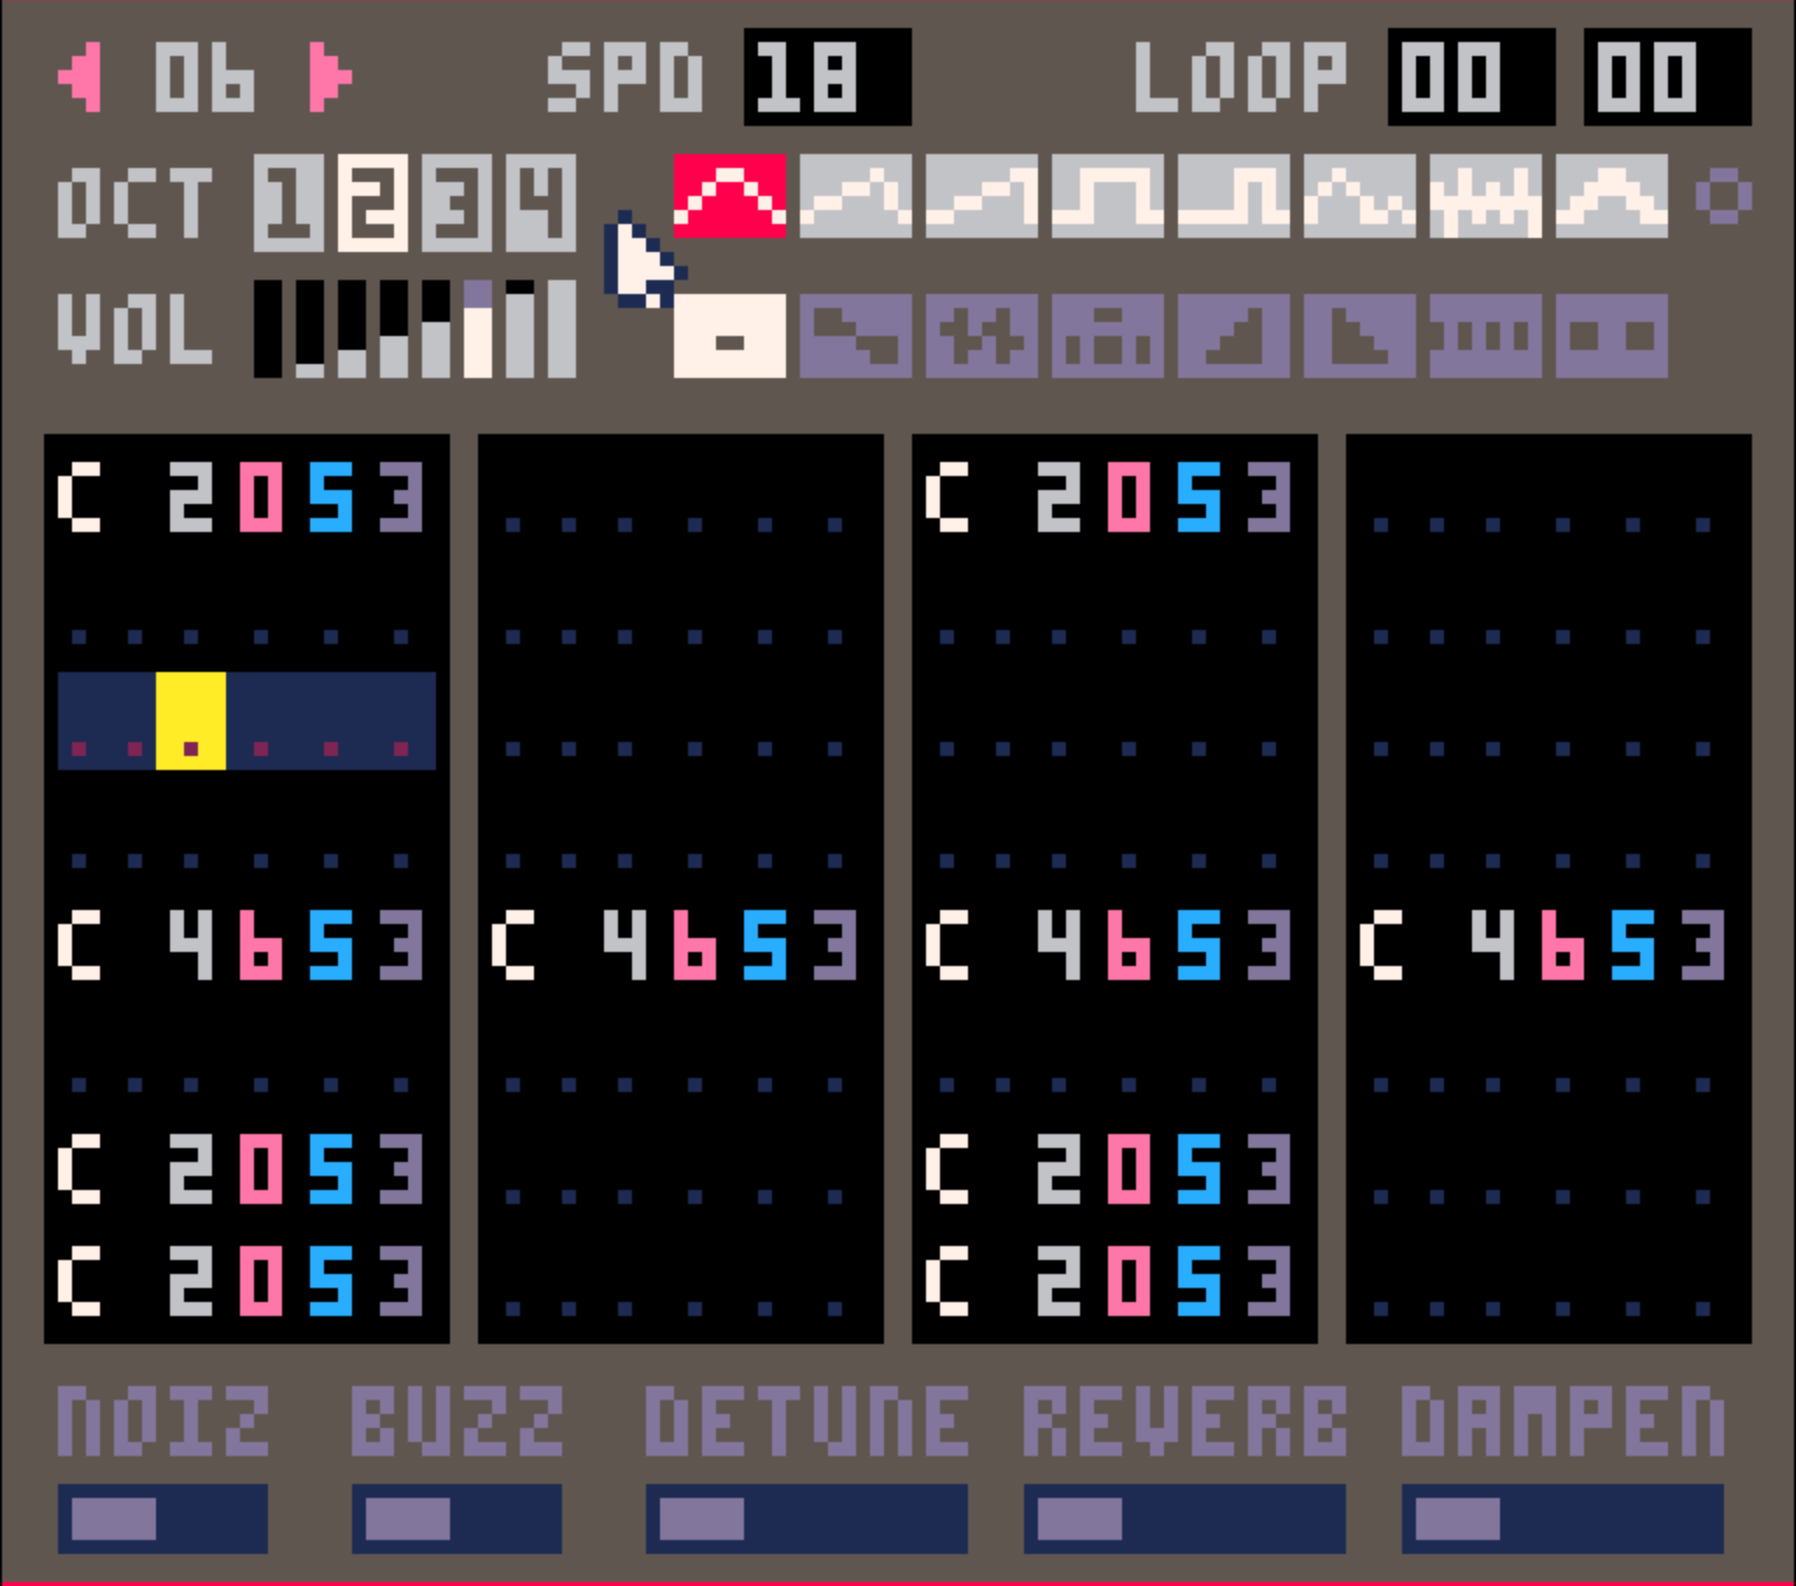 06 SPD 18 LOOP 00 00
OCT 1 2 3 4
VOL
C 2053 C 2053
C 4653 C 4653 C 4653 C 4653
C 2053 C 2053
C 2053 C 2053
NOIZ BUZZ DETUNE REVERB DAMPEN